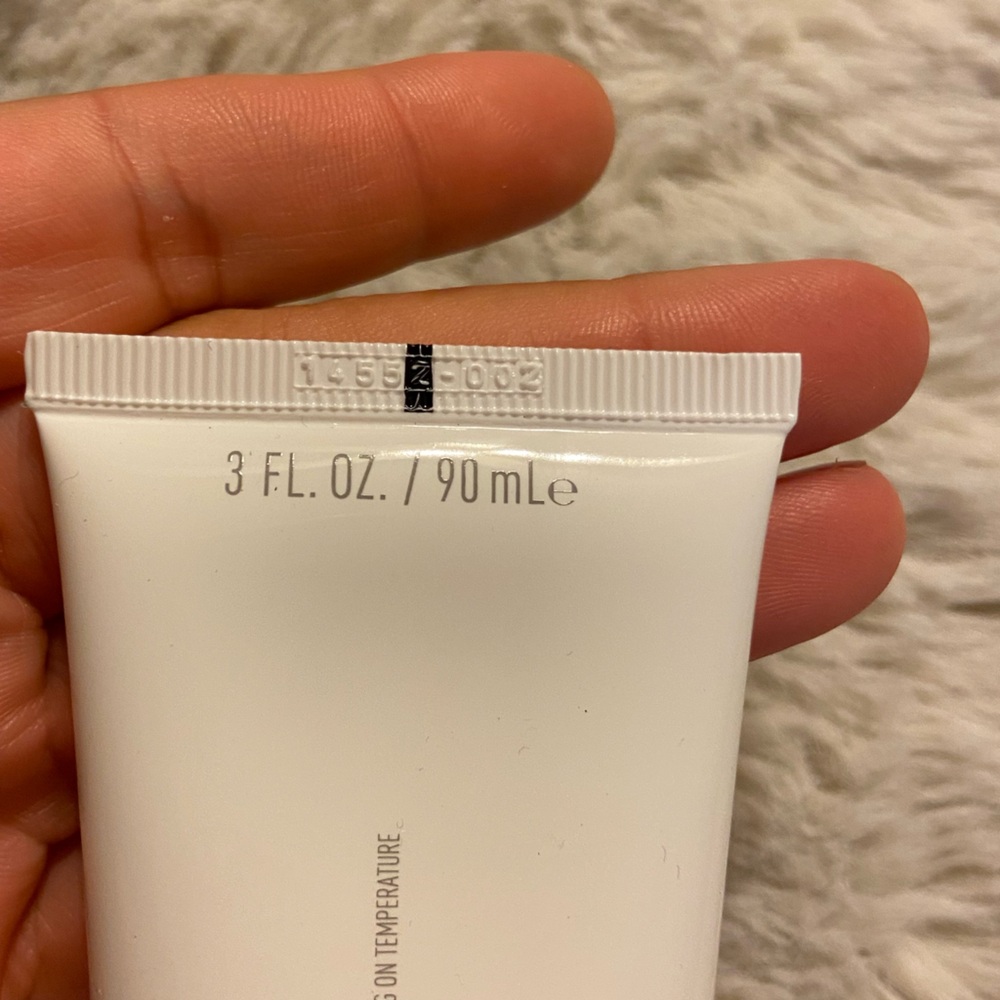 14552-002
3 FL. OZ. / 90 mL℮
G ON TEMPERATURE